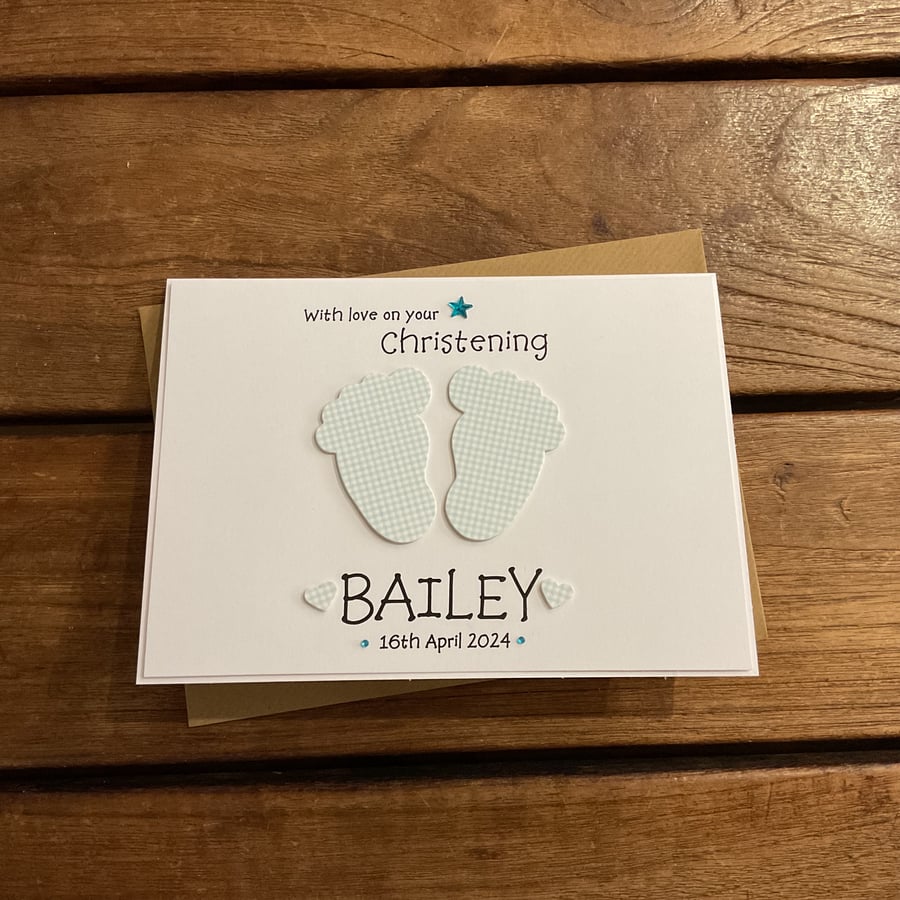 With love on your
Christening
BAILEY
16th April 2024